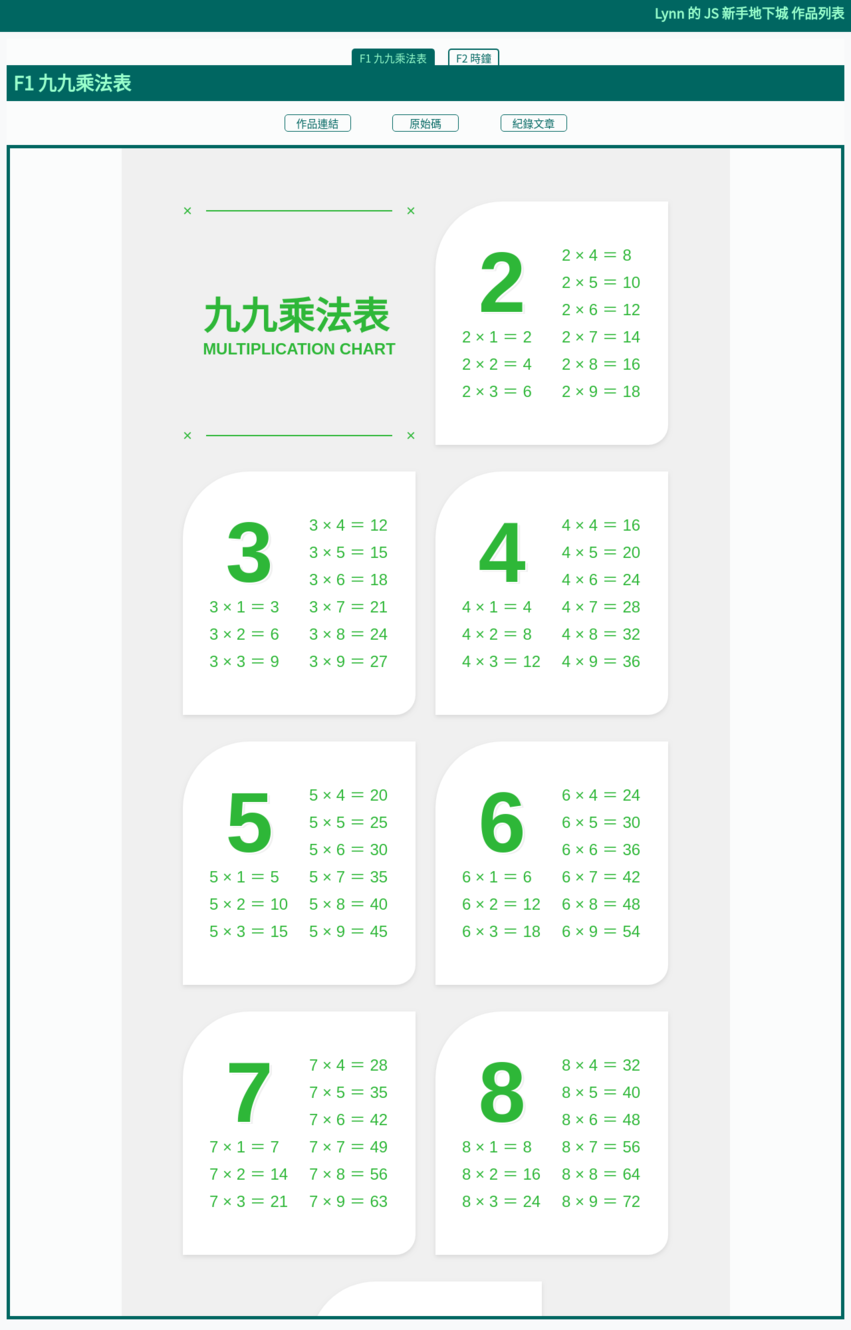 Lynn 的 JS 新手地下城 作品列表
F1 九九乘法表
F2 時鐘
F1 九九乘法表
作品連結
原始碼
紀錄文章
× ×
九九乘法表
MULTIPLICATION CHART
× ×
2
2 × 1 ＝ 2
2 × 2 ＝ 4
2 × 3 ＝ 6
2 × 4 ＝ 8
2 × 5 ＝ 10
2 × 6 ＝ 12
2 × 7 ＝ 14
2 × 8 ＝ 16
2 × 9 ＝ 18
3
3 × 1 ＝ 3
3 × 2 ＝ 6
3 × 3 ＝ 9
3 × 4 ＝ 12
3 × 5 ＝ 15
3 × 6 ＝ 18
3 × 7 ＝ 21
3 × 8 ＝ 24
3 × 9 ＝ 27
4
4 × 1 ＝ 4
4 × 2 ＝ 8
4 × 3 ＝ 12
4 × 4 ＝ 16
4 × 5 ＝ 20
4 × 6 ＝ 24
4 × 7 ＝ 28
4 × 8 ＝ 32
4 × 9 ＝ 36
5
5 × 1 ＝ 5
5 × 2 ＝ 10
5 × 3 ＝ 15
5 × 4 ＝ 20
5 × 5 ＝ 25
5 × 6 ＝ 30
5 × 7 ＝ 35
5 × 8 ＝ 40
5 × 9 ＝ 45
6
6 × 1 ＝ 6
6 × 2 ＝ 12
6 × 3 ＝ 18
6 × 4 ＝ 24
6 × 5 ＝ 30
6 × 6 ＝ 36
6 × 7 ＝ 42
6 × 8 ＝ 48
6 × 9 ＝ 54
7
7 × 1 ＝ 7
7 × 2 ＝ 14
7 × 3 ＝ 21
7 × 4 ＝ 28
7 × 5 ＝ 35
7 × 6 ＝ 42
7 × 7 ＝ 49
7 × 8 ＝ 56
7 × 9 ＝ 63
8
8 × 1 ＝ 8
8 × 2 ＝ 16
8 × 3 ＝ 24
8 × 4 ＝ 32
8 × 5 ＝ 40
8 × 6 ＝ 48
8 × 7 ＝ 56
8 × 8 ＝ 64
8 × 9 ＝ 72